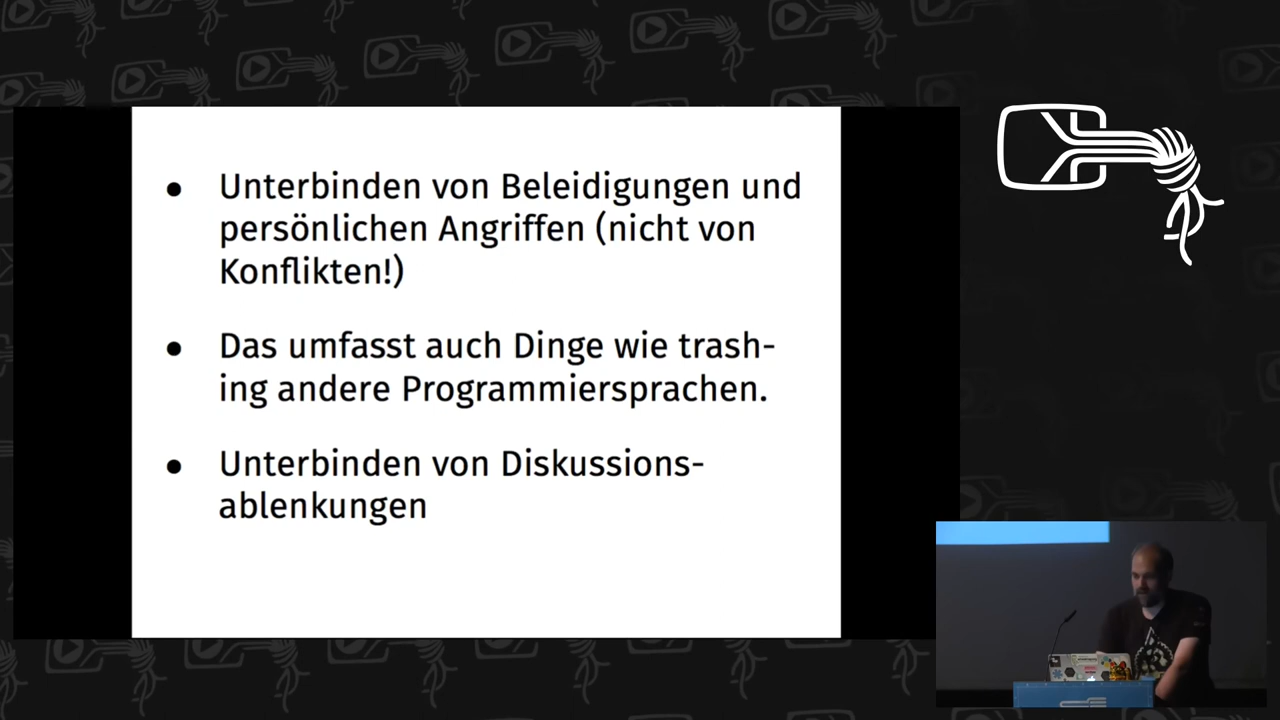 ● Unterbinden von Beleidigungen und
persönlichen Angriffen (nicht von
Konflikten!)
● Das umfasst auch Dinge wie trash-
ing andere Programmiersprachen.
● Unterbinden von Diskussions-
ablenkungen